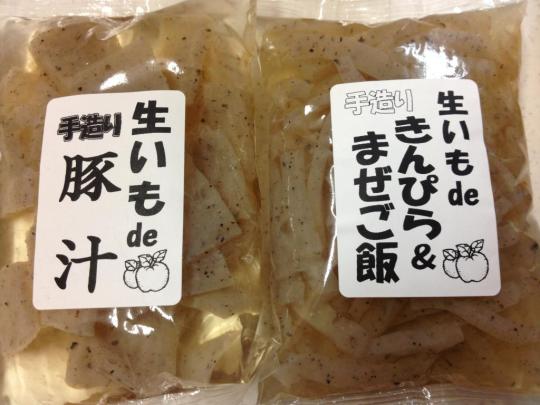 生いもde
手造り
豚汁
生いもde
手造り
きんぴら&
まぜご飯